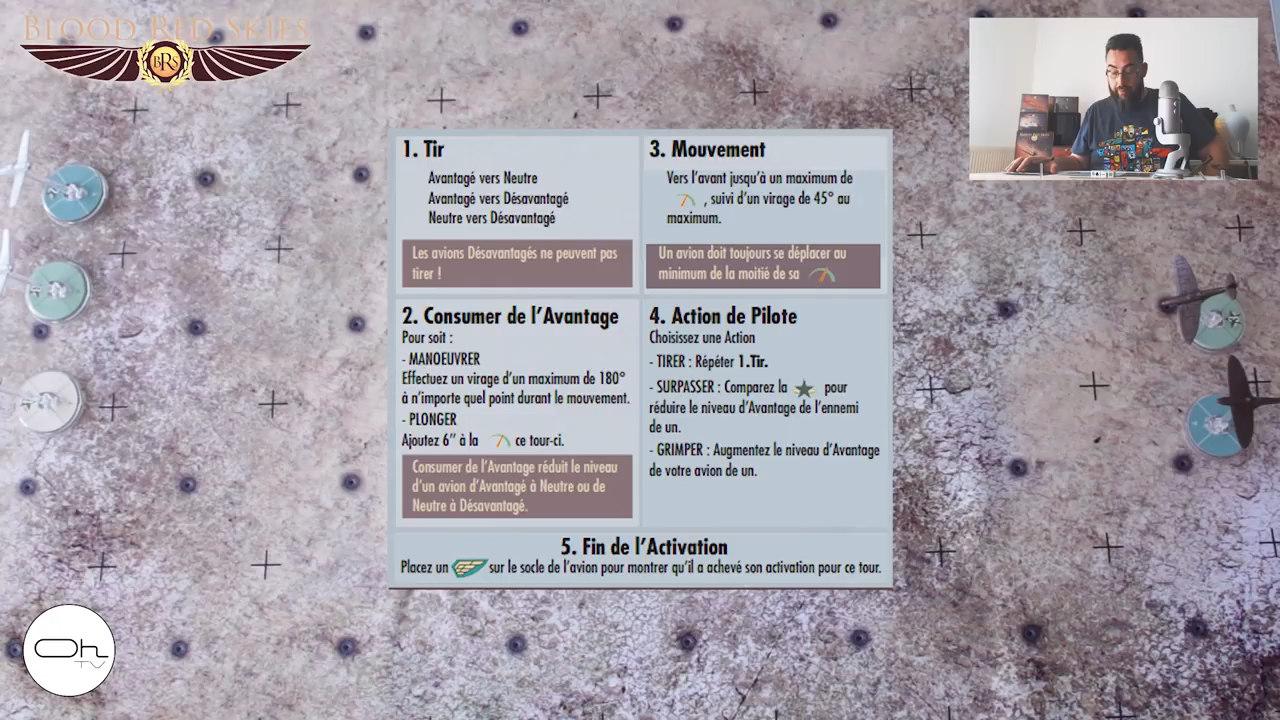 BLOOD RED SKIES
BRS
1. Tir
Avantagé vers Neutre
Avantagé vers Désavantagé
Neutre vers Désavantagé
Les avions Désavantagés ne peuvent pas
tirer !
2. Consumer de l'Avantage
Pour soit :
- MANOEUVRER
Effectuez un virage d'un maximum de 180°
à n'importe quel point durant le mouvement.
- PLONGER
Ajoutez 6" à la ce tour-ci.
Consumer de l'Avantage réduit le niveau
d'un avion d'Avantagé à Neutre ou de
Neutre à Désavantagé.
3. Mouvement
Vers l'avant jusqu'à un maximum de
, suivi d'un virage de 45° au
maximum.
Un avion doit toujours se déplacer au
minimum de la moitié de sa
4. Action de Pilote
Choisissez une Action
- TIRER : Répéter 1.Tir.
- SURPASSER : Comparez la pour
réduire le niveau d'Avantage de l'ennemi
de un.
- GRIMPER : Augmentez le niveau d'Avantage
de votre avion de un.
5. Fin de l'Activation
Placez un sur le socle de l'avion pour montrer qu'il a achevé son activation pour ce tour.
Oh
TV